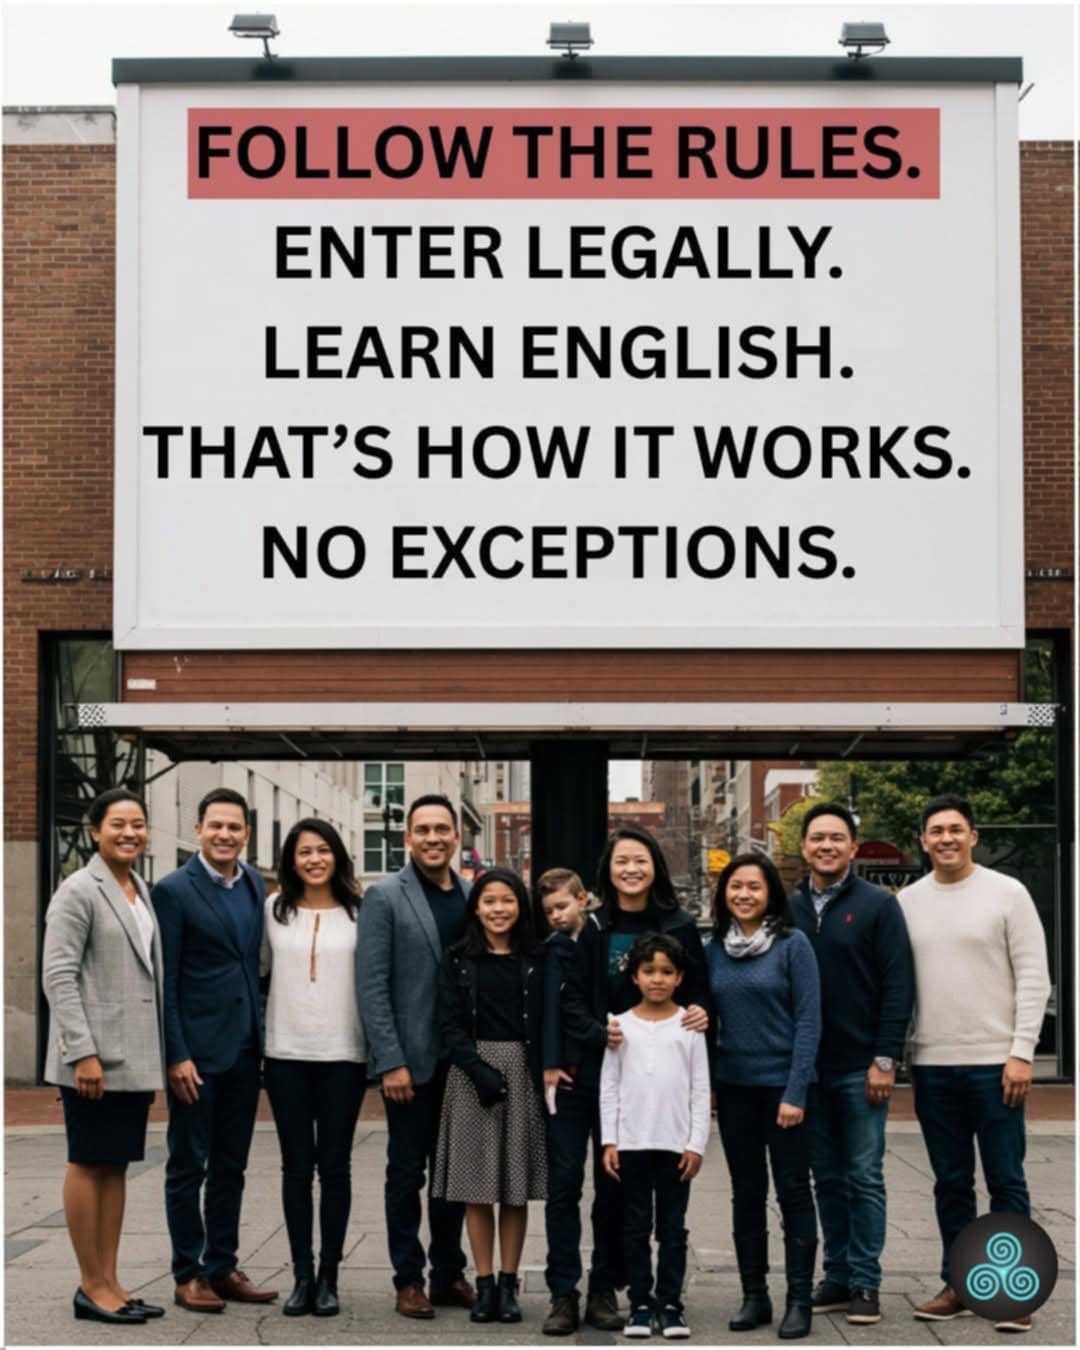 FOLLOW THE RULES.
ENTER LEGALLY.
LEARN ENGLISH.
THAT’S HOW IT WORKS.
NO EXCEPTIONS.